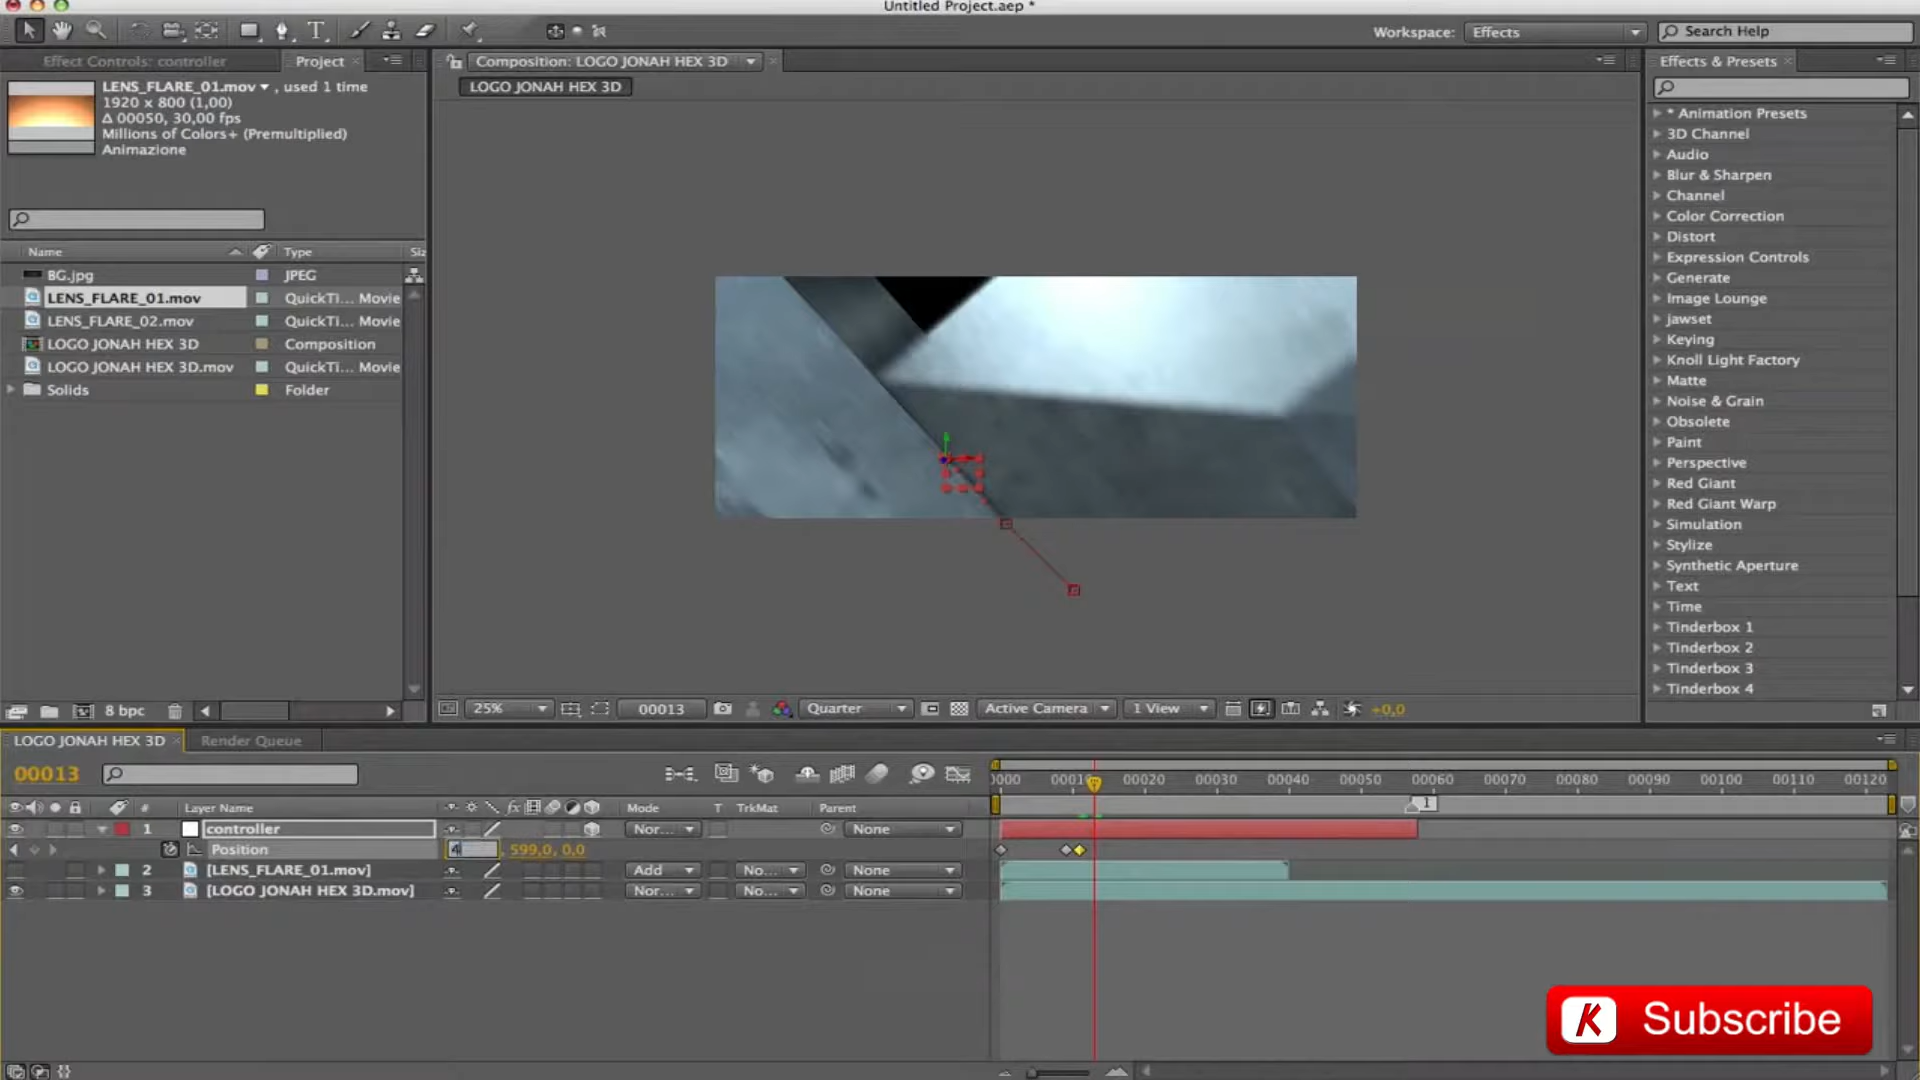 Untitled Project.aep *
Workspace: Effects
Search Help
Effect Controls: controller
Project
LENS_FLARE_01.mov ▾ , used 1 time
1920 x 800 (1,00)
Δ 00050, 30,00 fps
Millions of Colors+ (Premultiplied)
Animazione
Name Type Siz
BG.jpg JPEG
LENS_FLARE_01.mov QuickTi... Movie
LENS_FLARE_02.mov QuickTi... Movie
LOGO JONAH HEX 3D Composition
LOGO JONAH HEX 3D.mov QuickTi... Movie
Solids Folder
8 bpc
Composition: LOGO JONAH HEX 3D
LOGO JONAH HEX 3D
25% 00013 Quarter Active Camera 1 View +0,0
Effects & Presets
* Animation Presets
3D Channel
Audio
Blur & Sharpen
Channel
Color Correction
Distort
Expression Controls
Generate
Image Lounge
jawset
Keying
Knoll Light Factory
Matte
Noise & Grain
Obsolete
Paint
Perspective
Red Giant
Red Giant Warp
Simulation
Stylize
Synthetic Aperture
Text
Time
Tinderbox 1
Tinderbox 2
Tinderbox 3
Tinderbox 4
LOGO JONAH HEX 3D Render Queue
00013
0000 00010 00020 00030 00040 00050 00060 00070 00080 00090 00100 00110 00120
# Layer Name fx Mode T TrkMat Parent
1
1 controller Nor... None
Position 4 , 599,0, 0,0
2 [LENS_FLARE_01.mov] Add No... None
3 [LOGO JONAH HEX 3D.mov] Nor... No... None
K Subscribe